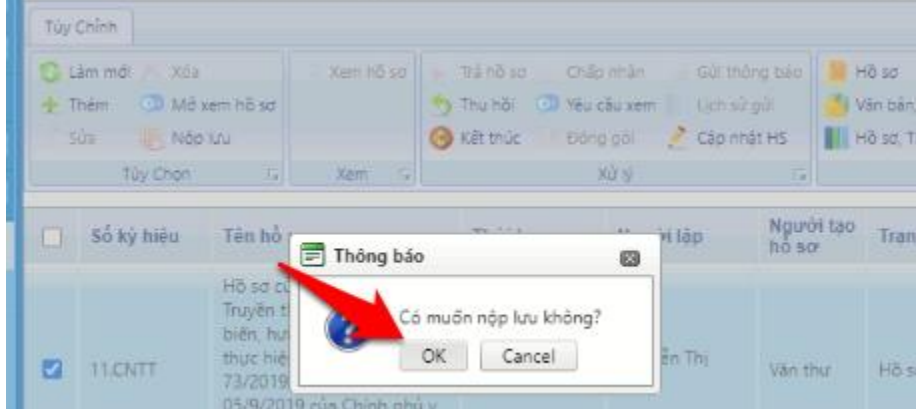 Tùy Chỉnh
Làm mới Xóa Xem hồ sơ Trả hồ sơ Chấp nhận Gửi thông báo Hồ sơ
Thêm Mở xem hồ sơ Thu hồi Yêu cầu xem Lịch sử gửi Văn bản
Sửa Nộp lưu Kết thúc Đóng gói Cập nhật HS Hồ sơ, T
Tùy Chọn Xem Xử lý
Số ký hiệu Tên hồ Người tạo
hồ sơ Tran
Thông báo
Có muốn nộp lưu không?
OK Cancel
Hồ sơ
Truyền
biến,
11.CNTT thực Thị Văn thư Hồ
73/2019
05/9/2019 của Chính phủ v